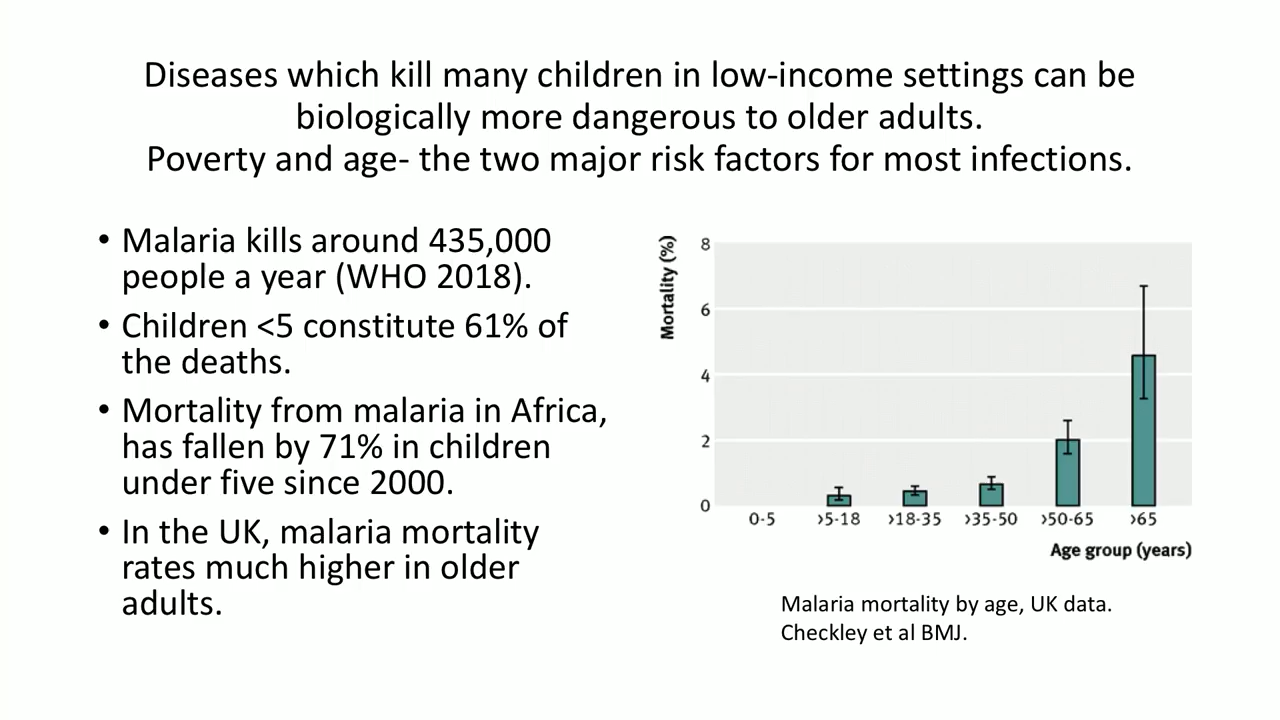 Diseases which kill many children in low-income settings can be
biologically more dangerous to older adults.
Poverty and age- the two major risk factors for most infections.
• Malaria kills around 435,000
people a year (WHO 2018).
• Children <5 constitute 61% of
the deaths.
• Mortality from malaria in Africa,
has fallen by 71% in children
under five since 2000.
• In the UK, malaria mortality
rates much higher in older
adults.
Mortality (%)
8
6
4
2
0
0-5 >5-18 >18-35 >35-50 >50-65 >65
Age group (years)
Malaria mortality by age, UK data.
Checkley et al BMJ.